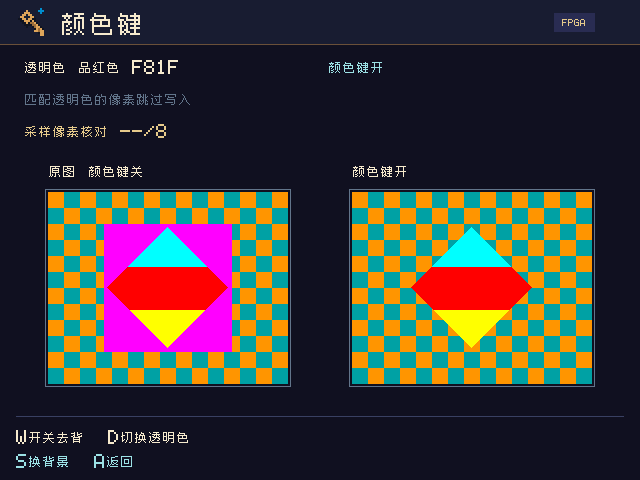 颜色键
FPGA
透明色 品红色 F81F
颜色键开
匹配透明色的像素跳过写入
采样像素核对 --/8
原图 颜色键关
颜色键开
W开关去背 D切换透明色
S换背景 A返回